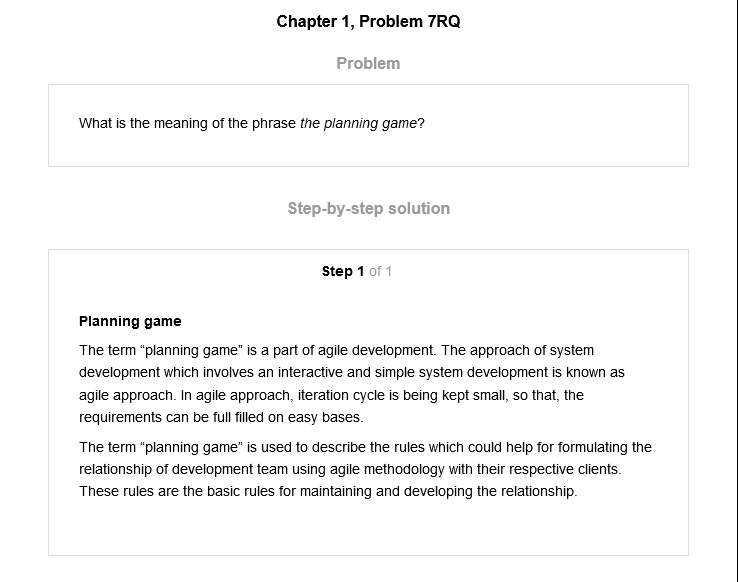 Chapter 1, Problem 7RQ
Problem
What is the meaning of the phrase the planning game?
Step-by-step solution
Step 1 of 1
Planning game
The term “planning game” is a part of agile development. The approach of system
development which involves an interactive and simple system development is known as
agile approach. In agile approach, iteration cycle is being kept small, so that, the
requirements can be full filled on easy bases.
The term “planning game” is used to describe the rules which could help for formulating the
relationship of development team using agile methodology with their respective clients.
These rules are the basic rules for maintaining and developing the relationship.